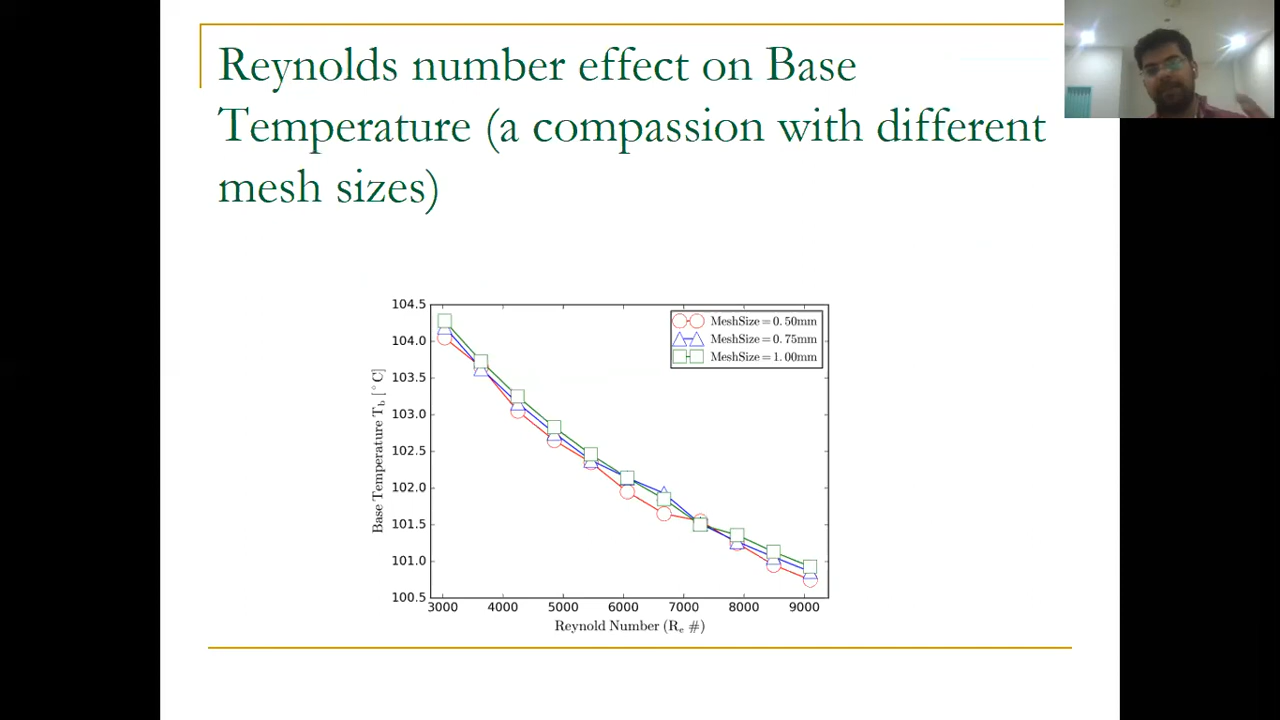 Reynolds number effect on Base
Temperature (a compassion with different
mesh sizes)
104.5
104.0
103.5
103.0
102.5
102.0
101.5
101.0
100.5
Base Temperature T_b [°C]
MeshSize = 0.50mm
MeshSize = 0.75mm
MeshSize = 1.00mm
3000 4000 5000 6000 7000 8000 9000
Reynold Number (R_e #)